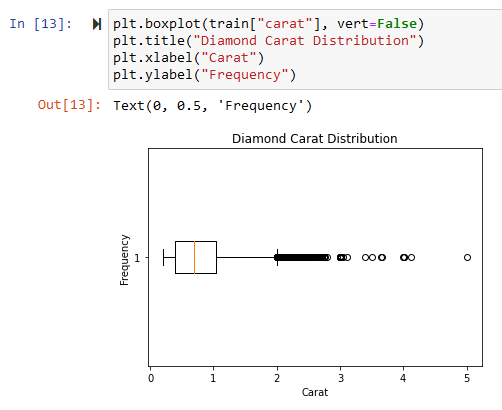 In [13]: plt.boxplot(train["carat"], vert=False)
plt.title("Diamond Carat Distribution")
plt.xlabel("Carat")
plt.ylabel("Frequency")
Out[13]: Text(0, 0.5, 'Frequency')
Diamond Carat Distribution
Frequency
1
0 1 2 3 4 5
Carat